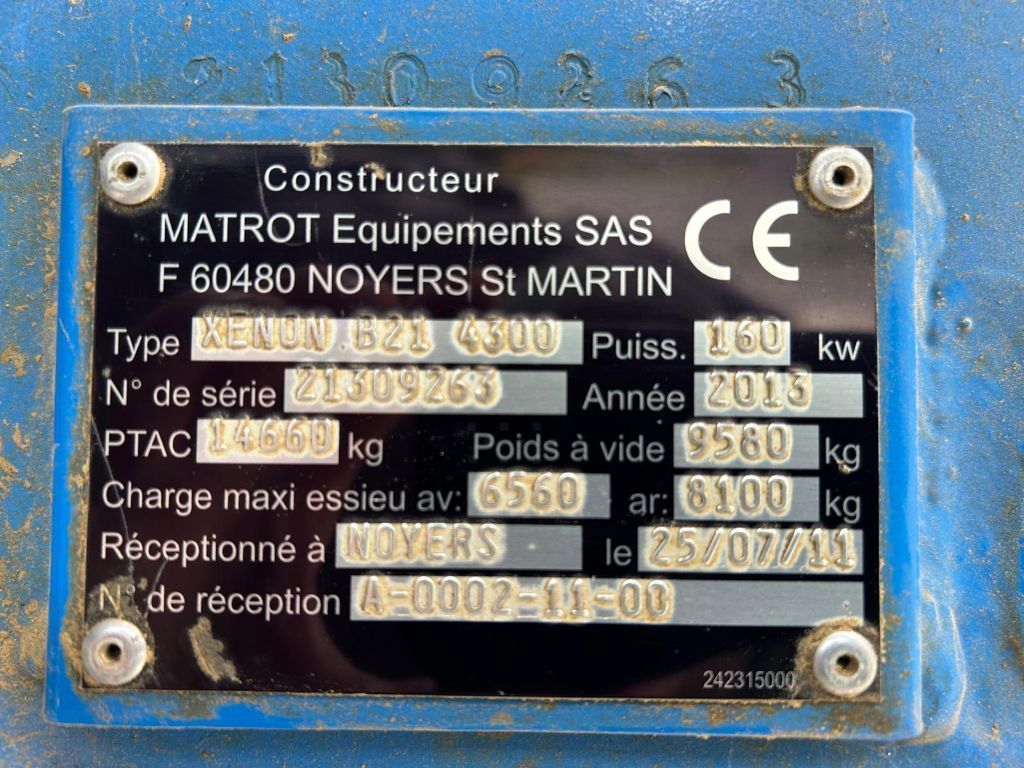 21309263
Constructeur
MATROT Equipements SAS CE
F 60480 NOYERS St MARTIN
Type XENON B21 4300 Puiss. 160 kw
N° de série 21309263 Année 2013
PTAC 14660 kg Poids à vide 9580 kg
Charge maxi essieu av: 6560 ar: 8100 kg
Réceptionné à NOYERS le 25/07/11
N° de réception A-0002-11-00
242315000